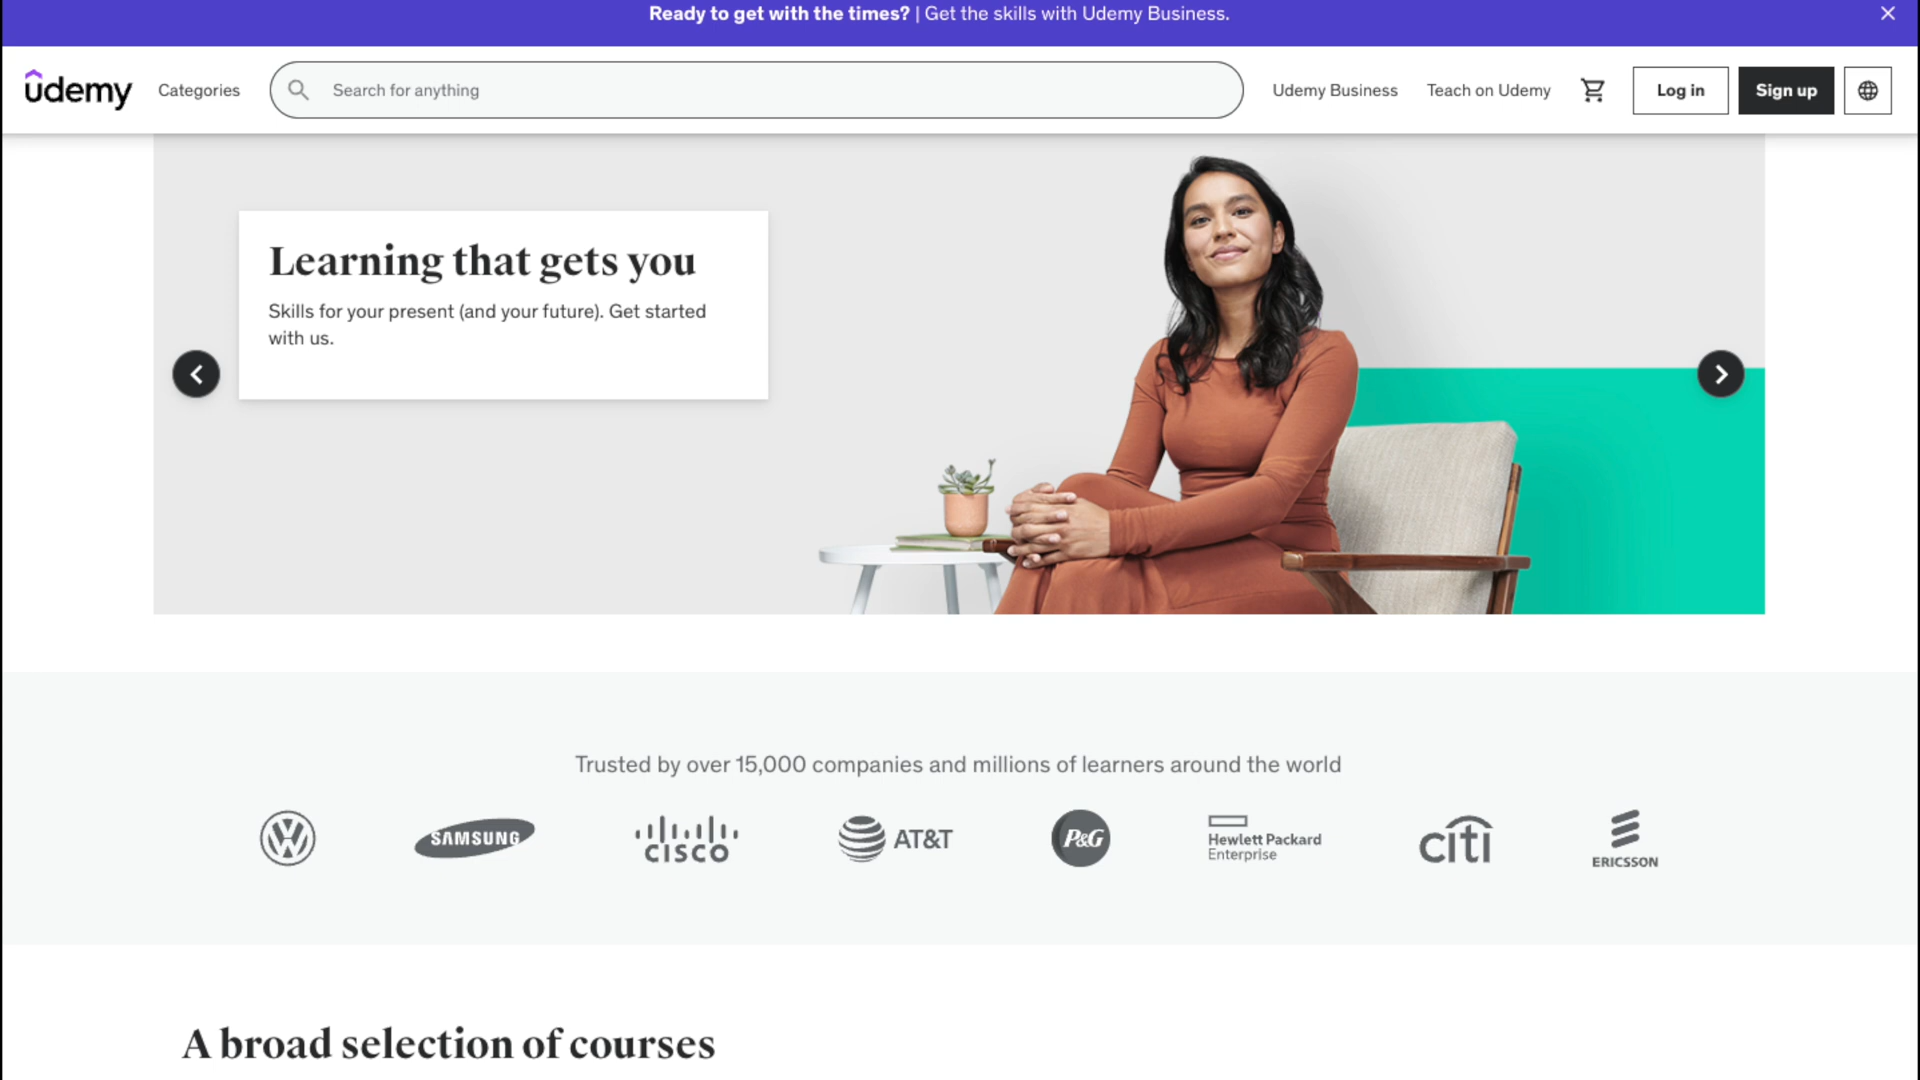 Ready to get with the times? | Get the skills with Udemy Business.
udemy
Categories
Search for anything
Udemy Business
Teach on Udemy
Log in
Sign up
Learning that gets you
Skills for your present (and your future). Get started
with us.
Trusted by over 15,000 companies and millions of learners around the world
SAMSUNG
CISCO
AT&T
P&G
Hewlett Packard
Enterprise
citi
ERICSSON
A broad selection of courses